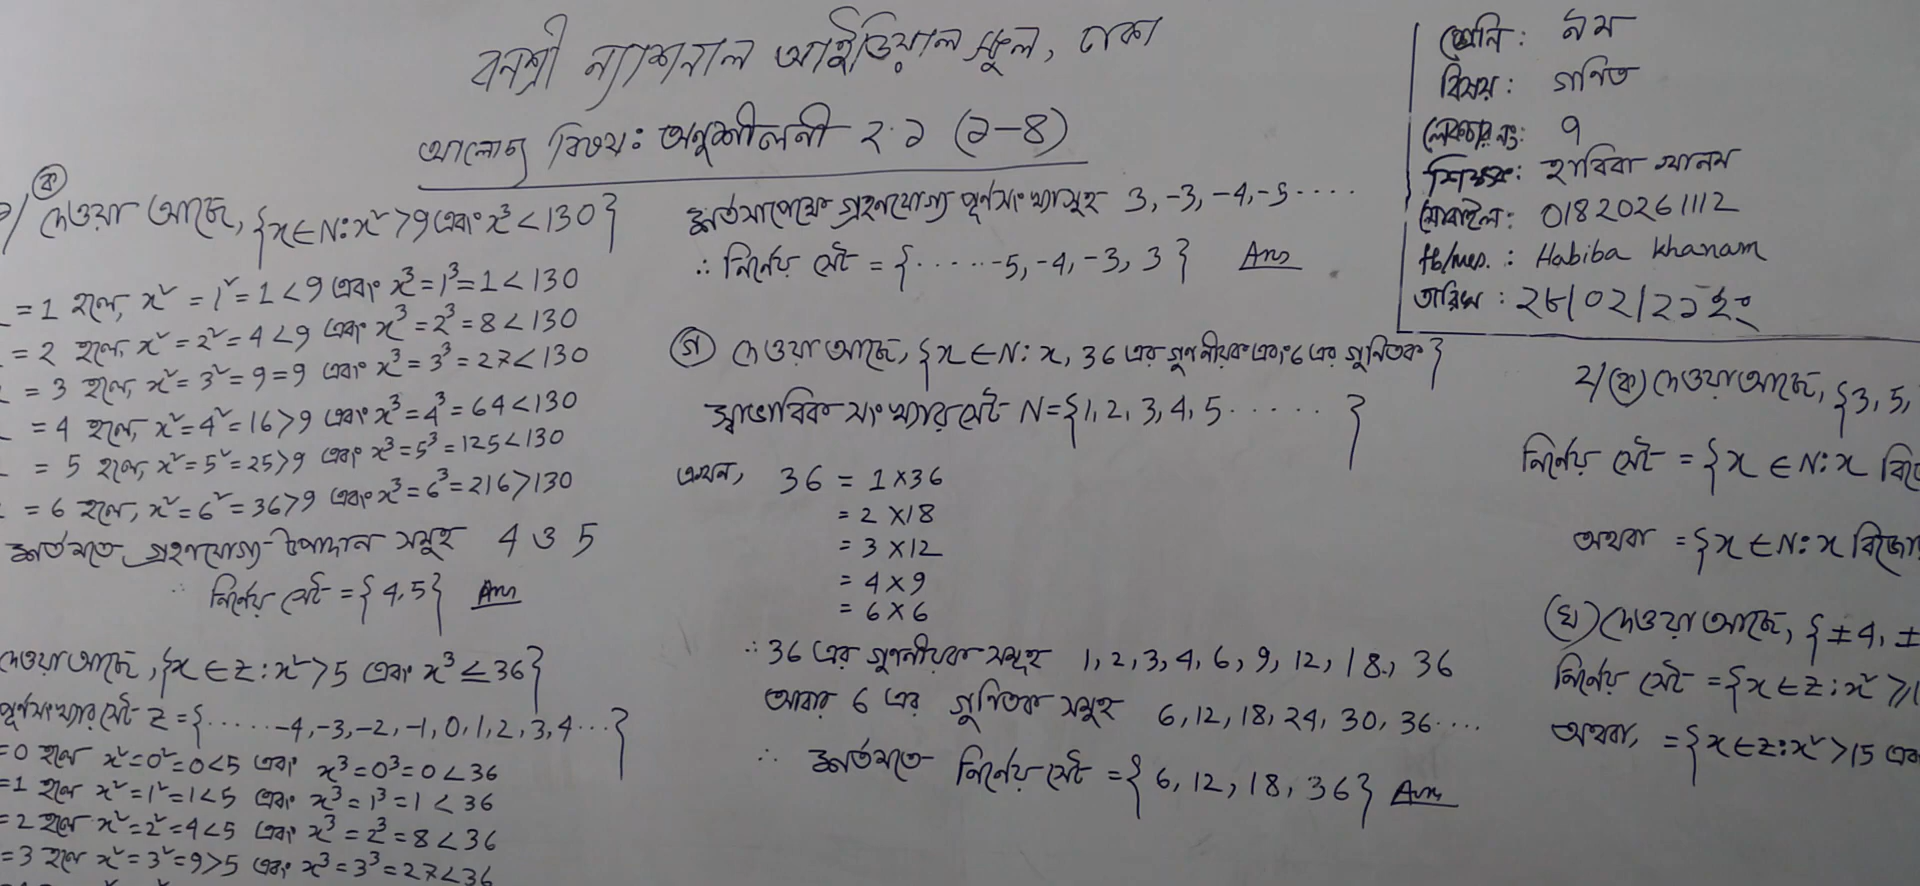 বনশ্রী ন্যাশনাল আইডিয়াল স্কুল, ঢাকা
আলোচ্য বিষয়: অনুশীলনী ২.১ (১-৪)
শ্রেনি: ৯ম
বিষয়: গণিত
লেকচার নং: ৭
শিক্ষক: হাবিবা খানম
মোবাইল: 01820261112
fb/mes.: Habiba Khanam
তারিখ: ২৮/০২/২১ ইং
১/ (ক) দেওয়া আছে, {x∈N: x² >9 এবং x³ < 130}
= 1 হলে, x² = 1² = 1 < 9 এবং x³ = 1³ = 1 < 130
= 2 হলে, x² = 2² = 4 < 9 এবং x³ = 2³ = 8 < 130
= 3 হলে, x² = 3² = 9 = 9 এবং x³ = 3³ = 27 < 130
= 4 হলে, x² = 4² = 16 > 9 এবং x³ = 4³ = 64 < 130
= 5 হলে, x² = 5² = 25 > 9 এবং x³ = 5³ = 125 < 130
= 6 হলে, x² = 6² = 36 > 9 এবং x³ = 6³ = 216 > 130
শর্তমতে, গ্রহণযোগ্য উপাদান সমূহ 4 ও 5
∴ নির্নেয় সেট = {4, 5} Ans
দেওয়া আছে, {x ∈ Z : x² > 5 এবং x³ ≤ 36}
পূর্ণসংখ্যার সেট Z = {...... -4, -3, -2, -1, 0, 1, 2, 3, 4 ...}
= 0 হলে x² = 0² = 0 < 5 এবং x³ = 0³ = 0 < 36
= 1 হলে x² = 1² = 1 < 5 এবং x³ = 1³ = 1 < 36
= 2 হলে x² = 2² = 4 < 5 এবং x³ = 2³ = 8 < 36
= 3 হলে x² = 3² = 9 > 5 এবং x³ = 3³ = 27 < 36
শর্তসাপেক্ষে গ্রহণযোগ্য পূর্ণসংখ্যাসমূহ 3, -3, -4, -5 ....
∴ নির্নেয় সেট = {...... -5, -4, -3, 3} Ans
(গ) দেওয়া আছে, {x ∈ N: x, 36 এর গুণনীয়ক এবং 6 এর গুণিতক}
স্বাভাবিক সংখ্যার সেট N = {1, 2, 3, 4, 5 ......}
এখন, 36 = 1 × 36
= 2 × 18
= 3 × 12
= 4 × 9
= 6 × 6
∴ 36 এর গুণনীয়ক সমূহ 1, 2, 3, 4, 6, 9, 12, 18, 36
আবার 6 এর গুণিতক সমূহ 6, 12, 18, 24, 30, 36 ....
∴ শর্তমতে নির্নেয় সেট = {6, 12, 18, 36} Ans
2/ (ক) দেওয়া আছে, {3, 5,
নির্নেয় সেট = {x ∈ N: x
অথবা = {x ∈ N: x বিজো
(খ) দেওয়া আছে, {±4, ±
নির্নেয় সেট = {x ∈ Z : x² ≥ 1
অথবা, = {x ∈ Z : x² > 15 এব